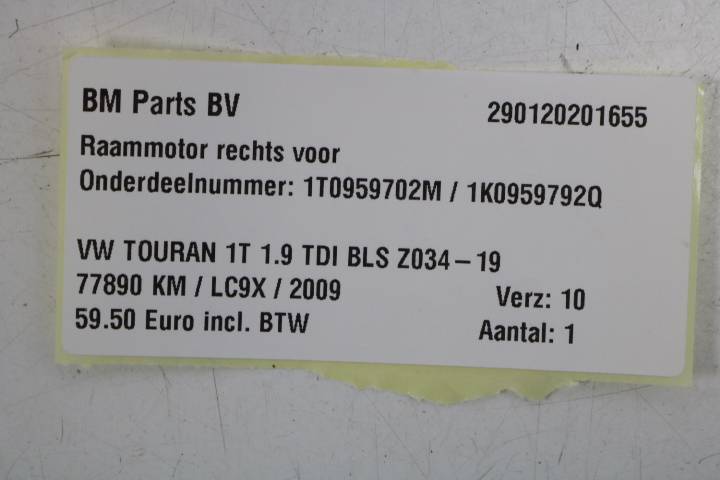 BM Parts BV 290120201655
Raammotor rechts voor
Onderdeelnummer: 1T0959702M / 1K0959792Q
VW TOURAN 1T 1.9 TDI BLS Z034-19
77890 KM / LC9X / 2009 Verz: 10
59.50 Euro incl. BTW Aantal: 1